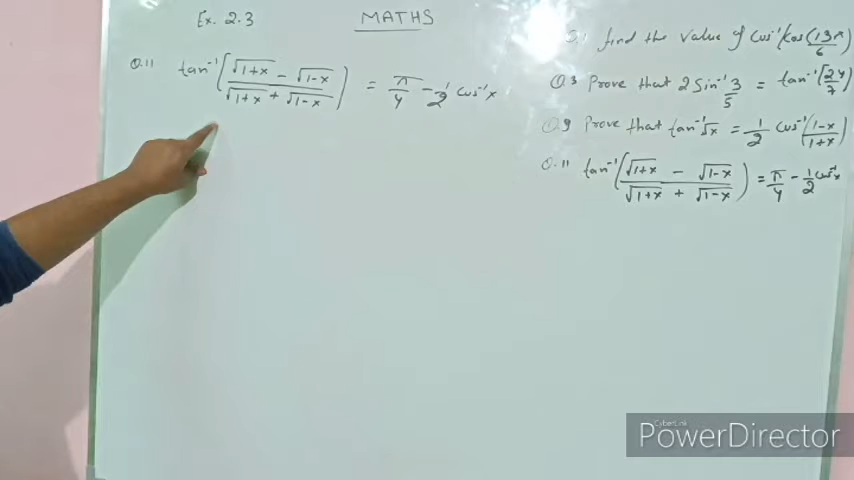 Ex. 2.3
MATHS
Q.11 tan⁻¹((√1+x − √1−x)/(√1+x + √1−x)) = π/4 − 1/2 cos⁻¹x
Q.1 find the value of cos⁻¹(cos(13π/6))
Q.3 Prove that 2 Sin⁻¹ 3/5 = tan⁻¹(24/7)
Q.9 Prove that tan⁻¹√x = 1/2 cos⁻¹(1−x/1+x)
Q.11 tan⁻¹((√1+x − √1−x)/(√1+x + √1−x)) = π/4 − 1/2 cos⁻¹x
CyberLink
PowerDirector